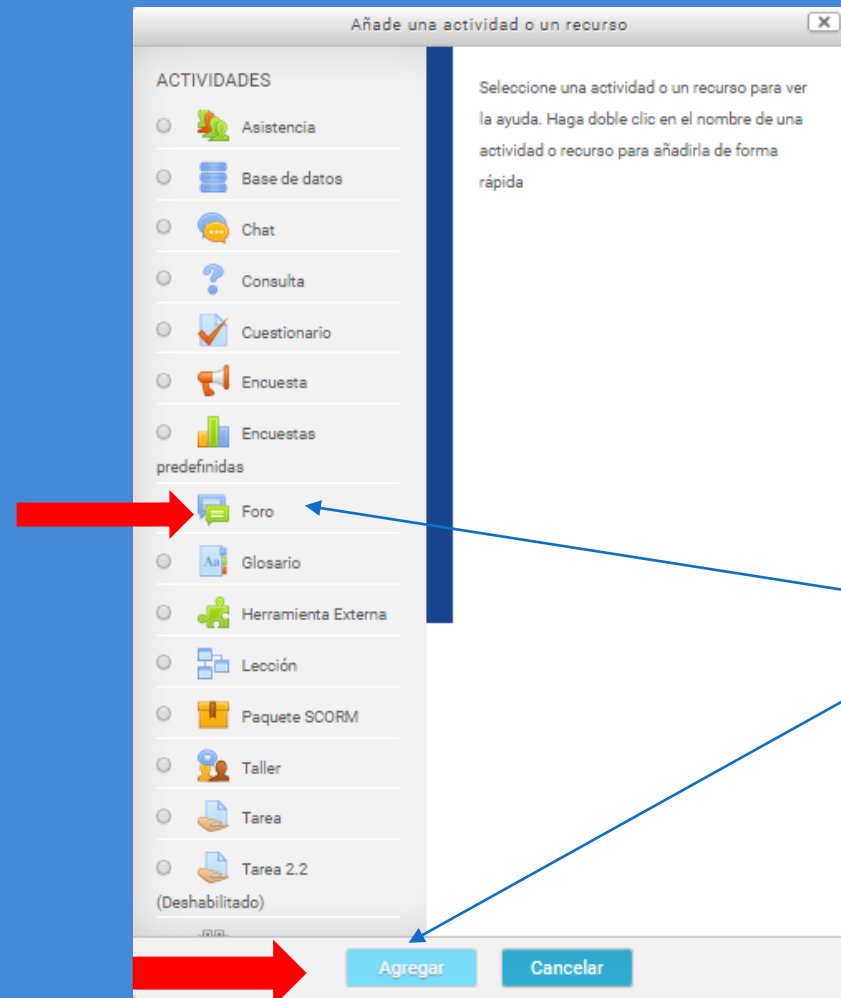 Añade una actividad o un recurso
ACTIVIDADES
Asistencia
Base de datos
Chat
Consulta
Cuestionario
Encuesta
Encuestas
predefinidas
Foro
Glosario
Herramienta Externa
Lección
Paquete SCORM
Taller
Tarea
Tarea 2.2
(Deshabilitado)
Seleccione una actividad o un recurso para ver
la ayuda. Haga doble clic en el nombre de una
actividad o recurso para añadirla de forma
rápida
Agregar
Cancelar